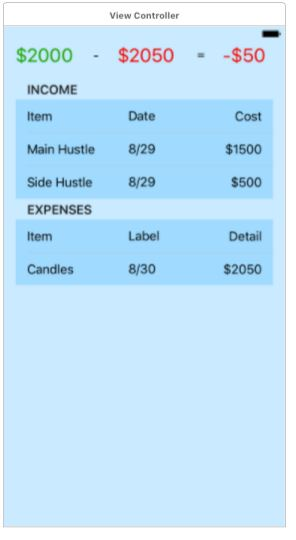 View Controller
$2000 - $2050 = -$50
INCOME
Item Date Cost
Main Hustle 8/29 $1500
Side Hustle 8/29 $500
EXPENSES
Item Label Detail
Candles 8/30 $2050